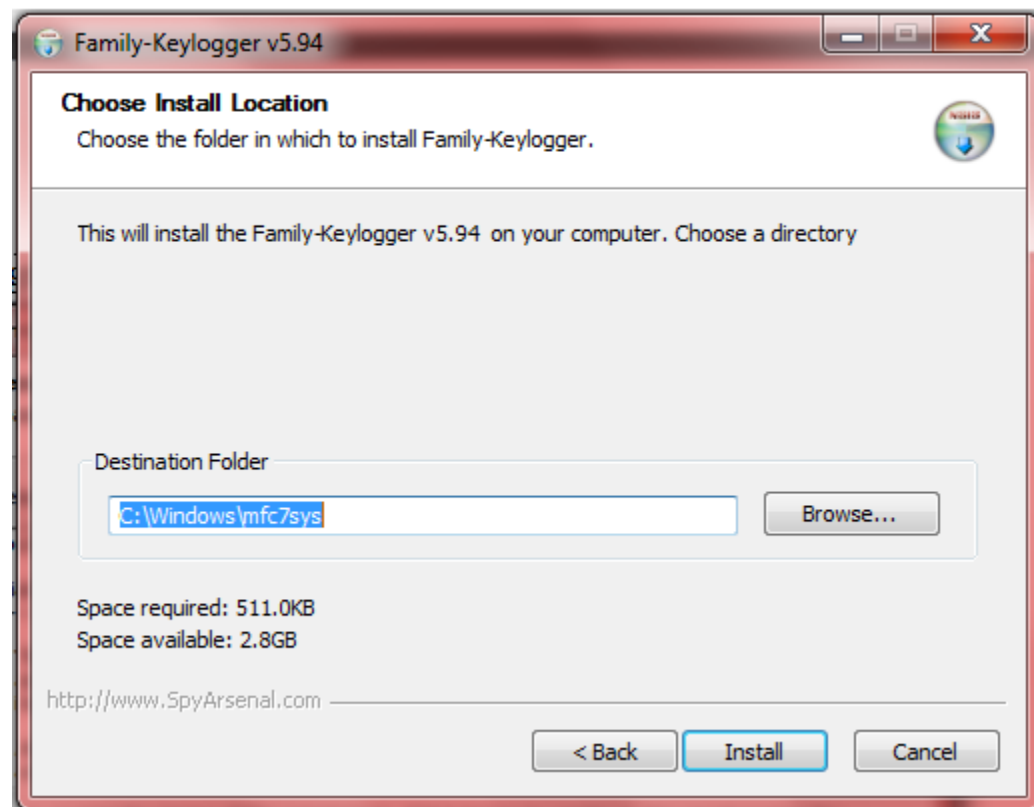 Family-Keylogger v5.94
Choose Install Location
Choose the folder in which to install Family-Keylogger.
This will install the Family-Keylogger v5.94 on your computer. Choose a directory
Destination Folder
C:\Windows\mfc7sys
Browse...
Space required: 511.0KB
Space available: 2.8GB
http://www.SpyArsenal.com
< Back
Install
Cancel